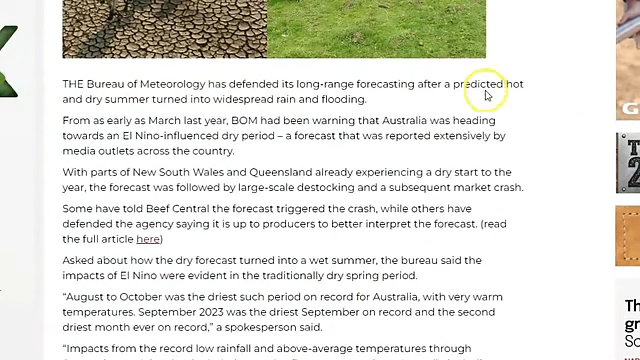 THE Bureau of Meteorology has defended its long-range forecasting after a predicted hot
and dry summer turned into widespread rain and flooding.
From as early as March last year, BOM had been warning that Australia was heading
towards an El Nino-influenced dry period – a forecast that was reported extensively by
media outlets across the country.
With parts of New South Wales and Queensland already experiencing a dry start to the
year, the forecast was followed by large-scale destocking and a subsequent market crash.
Some have told Beef Central the forecast triggered the crash, while others have
defended the agency saying it is up to producers to better interpret the forecast. (read
the full article here)
Asked about how the dry forecast turned into a wet summer, the bureau said the
impacts of El Nino were evident in the traditionally dry spring period.
“August to October was the driest such period on record for Australia, with very warm
temperatures. September 2023 was the driest September on record and the second
driest month ever on record,” a spokesperson said.
“Impacts from the record low rainfall and above-average temperatures through